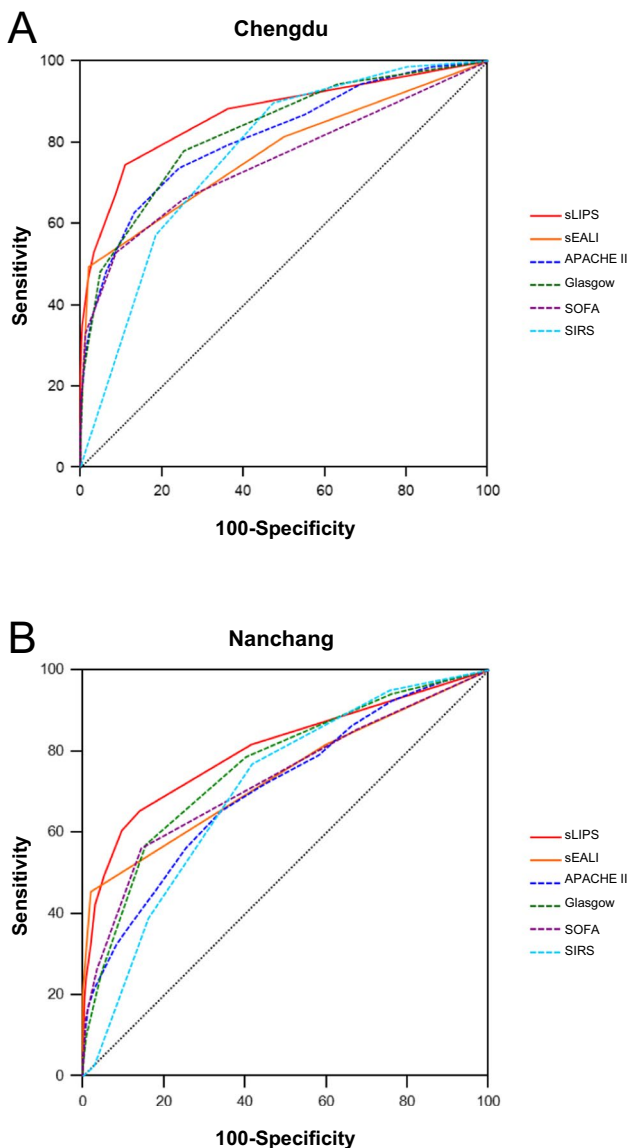 A
Chengdu
100
80
60
40
20
0
Sensitivity
0 20 40 60 80 100
100-Specificity
sLIPS
sEALI
APACHE II
Glasgow
SOFA
SIRS
B
Nanchang
100
80
60
40
20
0
Sensitivity
0 20 40 60 80 100
100-Specificity
sLIPS
sEALI
APACHE II
Glasgow
SOFA
SIRS